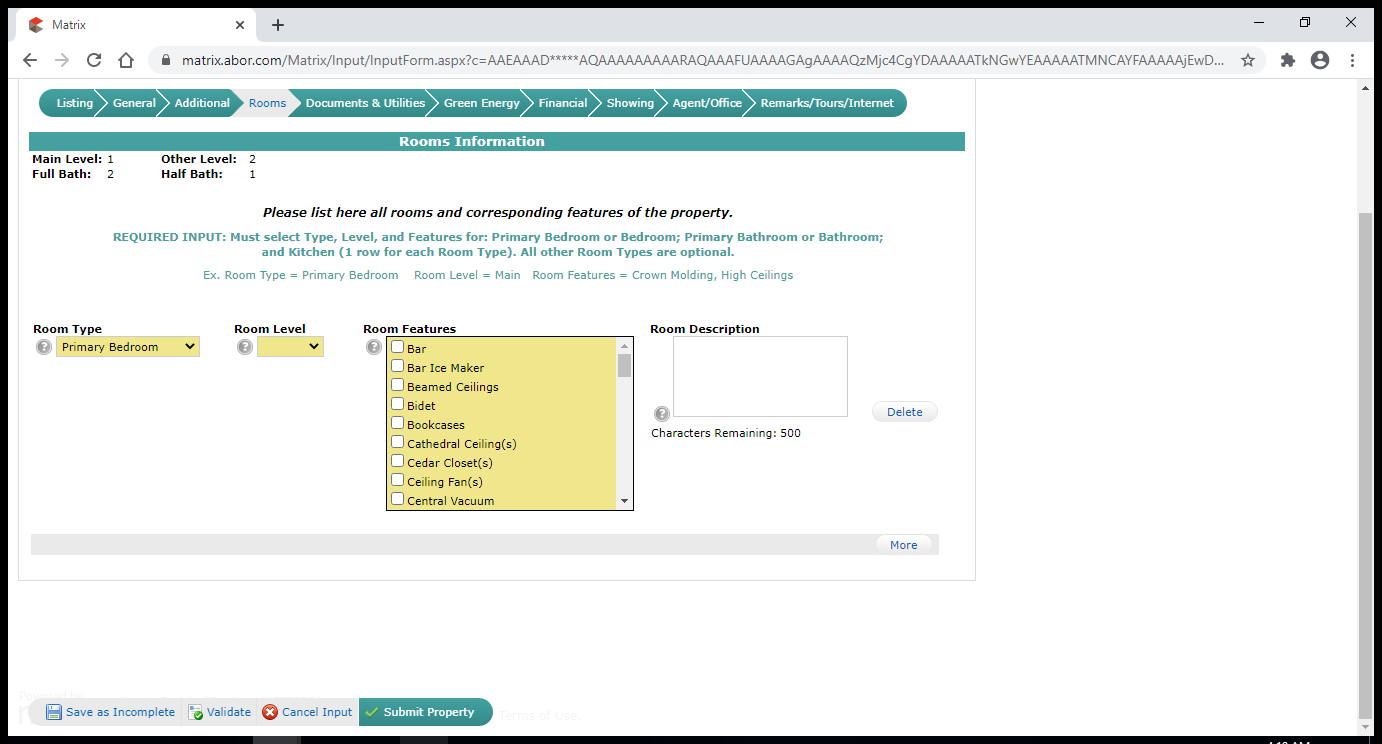 Matrix
matrix.abor.com/Matrix/Input/InputForm.aspx?c=AAEAAAD*****AQAAAAAAAAARAQAAAFUAAAAGAgAAAAQzMjc4CgYDAAAAATkNGwYEAAAAATMNCAYFAAAAAjEwD...
Listing General Additional Rooms Documents & Utilities Green Energy Financial Showing Agent/Office Remarks/Tours/Internet
Rooms Information
Main Level: 1 Other Level: 2
Full Bath: 2 Half Bath: 1
Please list here all rooms and corresponding features of the property.
REQUIRED INPUT: Must select Type, Level, and Features for: Primary Bedroom or Bedroom; Primary Bathroom or Bathroom;
and Kitchen (1 row for each Room Type). All other Room Types are optional.
Ex. Room Type = Primary Bedroom Room Level = Main Room Features = Crown Molding, High Ceilings
Room Type Room Level Room Features Room Description
Primary Bedroom
Bar
Bar Ice Maker
Beamed Ceilings
Bidet
Bookcases
Cathedral Ceiling(s)
Cedar Closet(s)
Ceiling Fan(s)
Central Vacuum
Delete
Characters Remaining: 500
More
Powered by
Save as Incomplete Validate Cancel Input Submit Property Terms of Use.